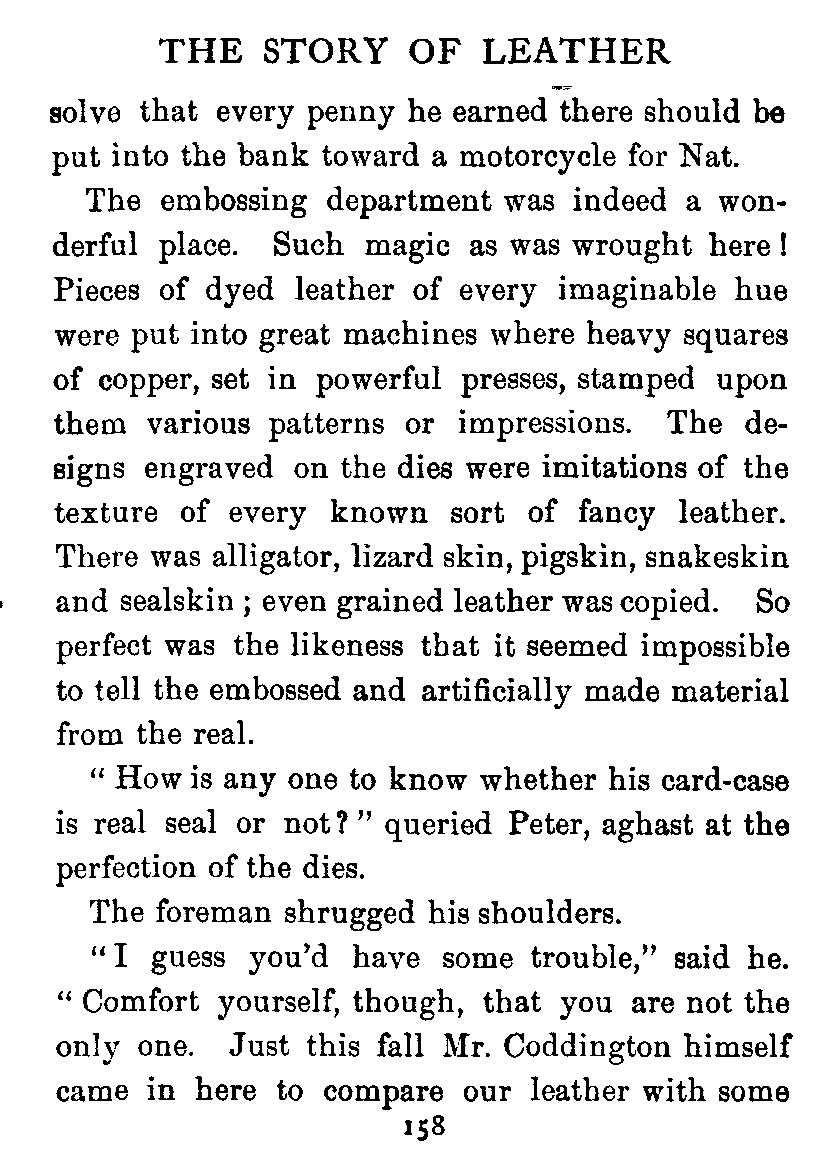 THE STORY OF LEATHER
solve that every penny he earned there should be
put into the bank toward a motorcycle for Nat.
The embossing department was indeed a won-
derful place. Such magic as was wrought here!
Pieces of dyed leather of every imaginable hue
were put into great machines where heavy squares
of copper, set in powerful presses, stamped upon
them various patterns or impressions. The de-
signs engraved on the dies were imitations of the
texture of every known sort of fancy leather.
There was alligator, lizard skin, pigskin, snakeskin
and sealskin; even grained leather was copied. So
perfect was the likeness that it seemed impossible
to tell the embossed and artificially made material
from the real.
"How is any one to know whether his card-case
is real seal or not?" queried Peter, aghast at the
perfection of the dies.
The foreman shrugged his shoulders.
"I guess you'd have some trouble," said he.
"Comfort yourself, though, that you are not the
only one. Just this fall Mr. Coddington himself
came in here to compare our leather with some
158